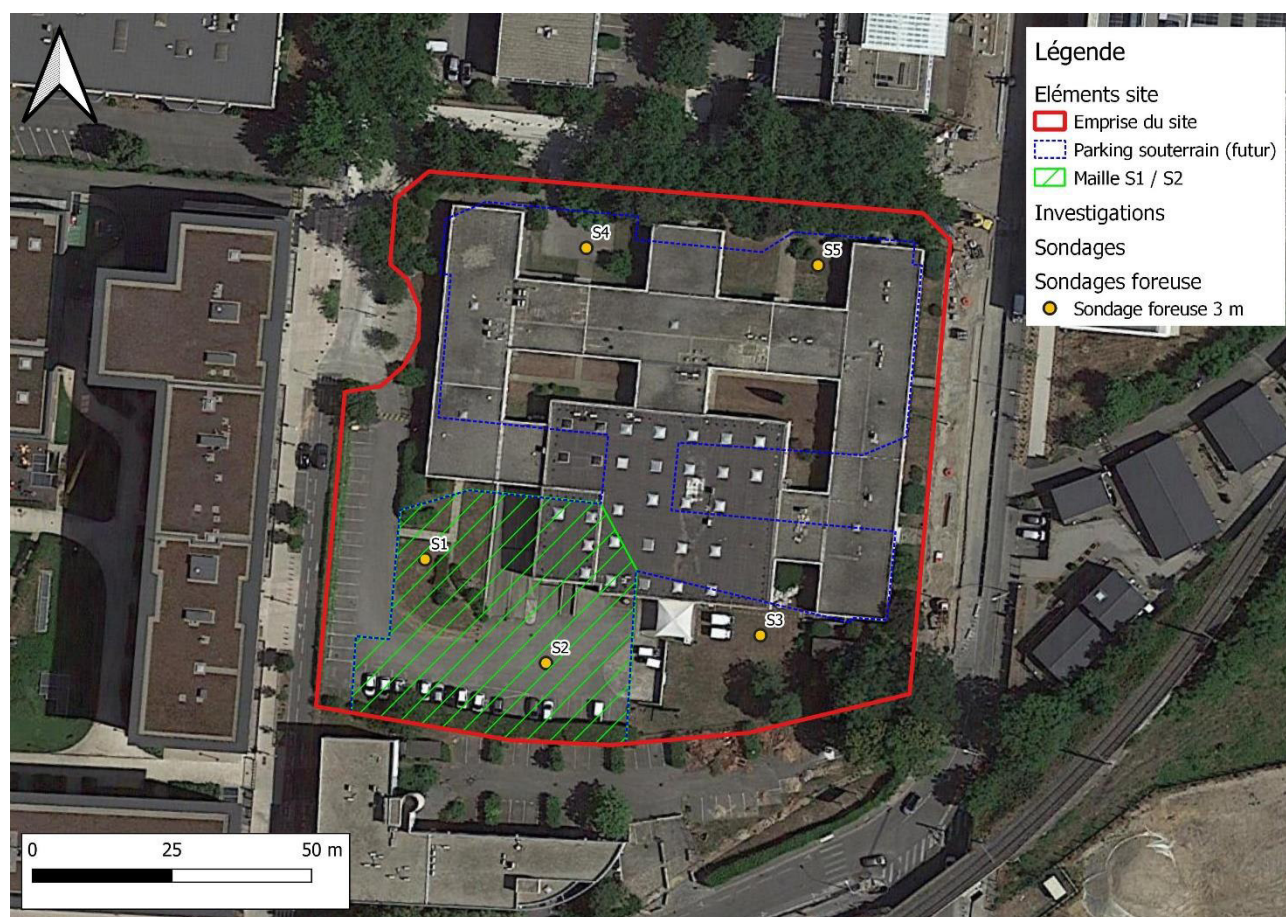 Légende
Eléments site
Emprise du site
Parking souterrain (futur)
Maille S1 / S2
Investigations
Sondages
Sondages foreuse
Sondage foreuse 3 m
S4
S5
S1
S2
S3
0 25 50 m